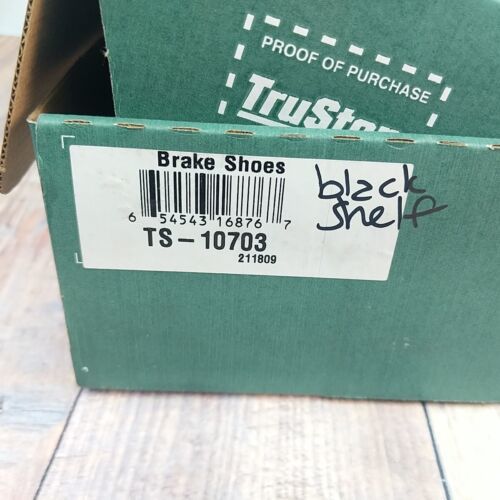 PROOF OF PURCHASE
Brake Shoes
6 54543 16876 7
TS-10703
211809
black
shelf